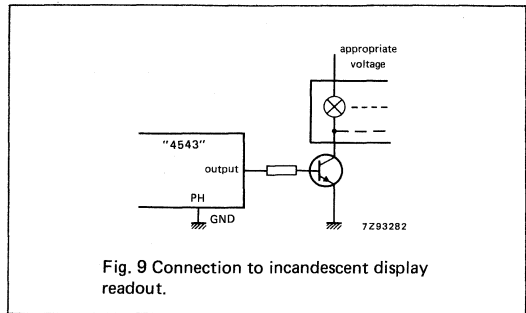 appropriate
voltage
"4543"
output
PH
GND
7Z93282
Fig. 9 Connection to incandescent display
readout.